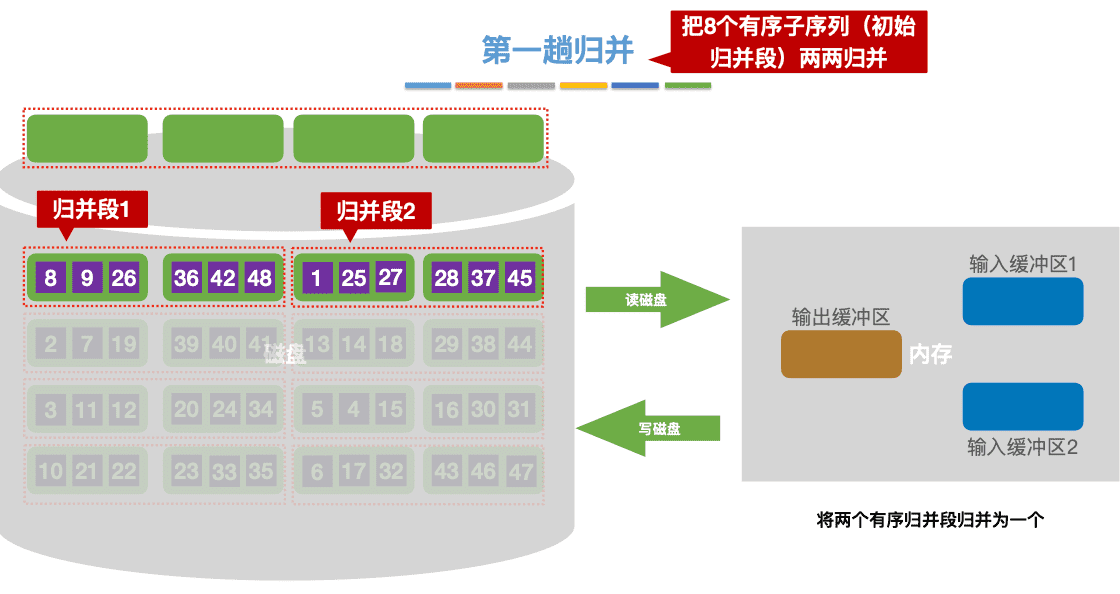 第一趟归并
把8个有序子序列（初始
归并段）两两归并
归并段1
归并段2
8 9 26 36 42 48 1 25 27 28 37 45
2 7 19 39 40 41 13 14 18 29 38 44
磁盘
3 11 12 20 24 34 5 4 15 16 30 31
10 21 22 23 33 35 6 17 32 43 46 47
读磁盘
写磁盘
输入缓冲区1
输出缓冲区
内存
输入缓冲区2
将两个有序归并段归并为一个